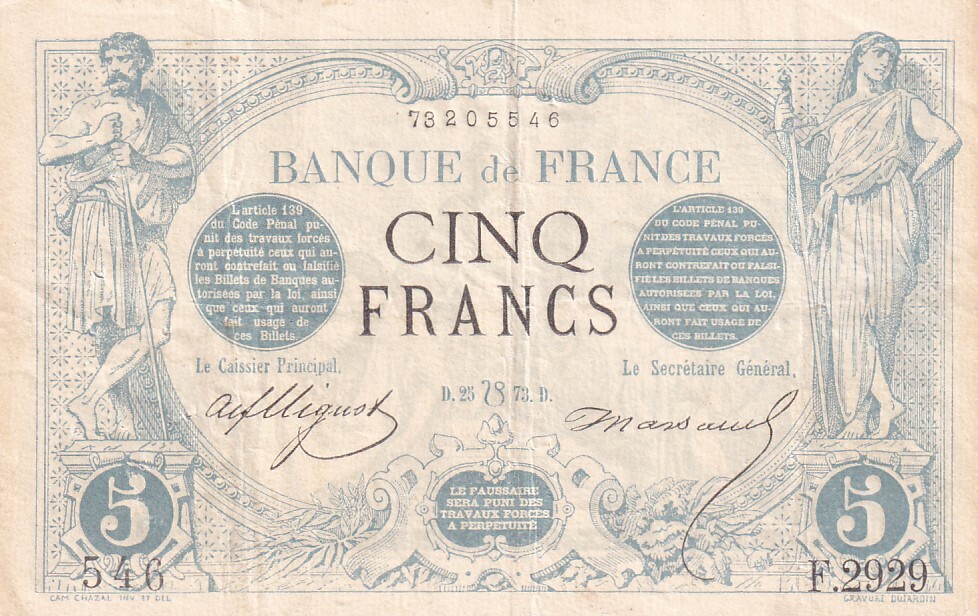 73205546
BANQUE de FRANCE
CINQ
FRANCS
L'article 139
du Code Pénal pu-
nit des travaux forcés
à perpétuité ceux qui au-
ront contrefait ou falsifié
les Billets de Banques au-
torisées par la loi, ainsi
que ceux qui auront
fait usage de
ces Billets.
L'ARTICLE 139
DU CODE PÉNAL PU-
NIT DES TRAVAUX FORCÉS
A PERPÉTUITÉ CEUX QUI AU-
RONT CONTREFAIT OU FALSI-
FIÉ LES BILLETS DE BANQUES
AUTORISÉES PAR LA LOI,
AINSI QUE CEUX QUI AU-
RONT FAIT USAGE DE
CES BILLETS.
Le Caissier Principal,
Le Secrétaire Général,
D. 25 73. D.
Marsaud
LE FAUSSAIRE
SERA PUNI DES
TRAVAUX FORCÉS
A PERPÉTUITÉ
5
5
546
F.2929
CAM CHAZAL INV ET DEL
GRAVURE DUJARDIN